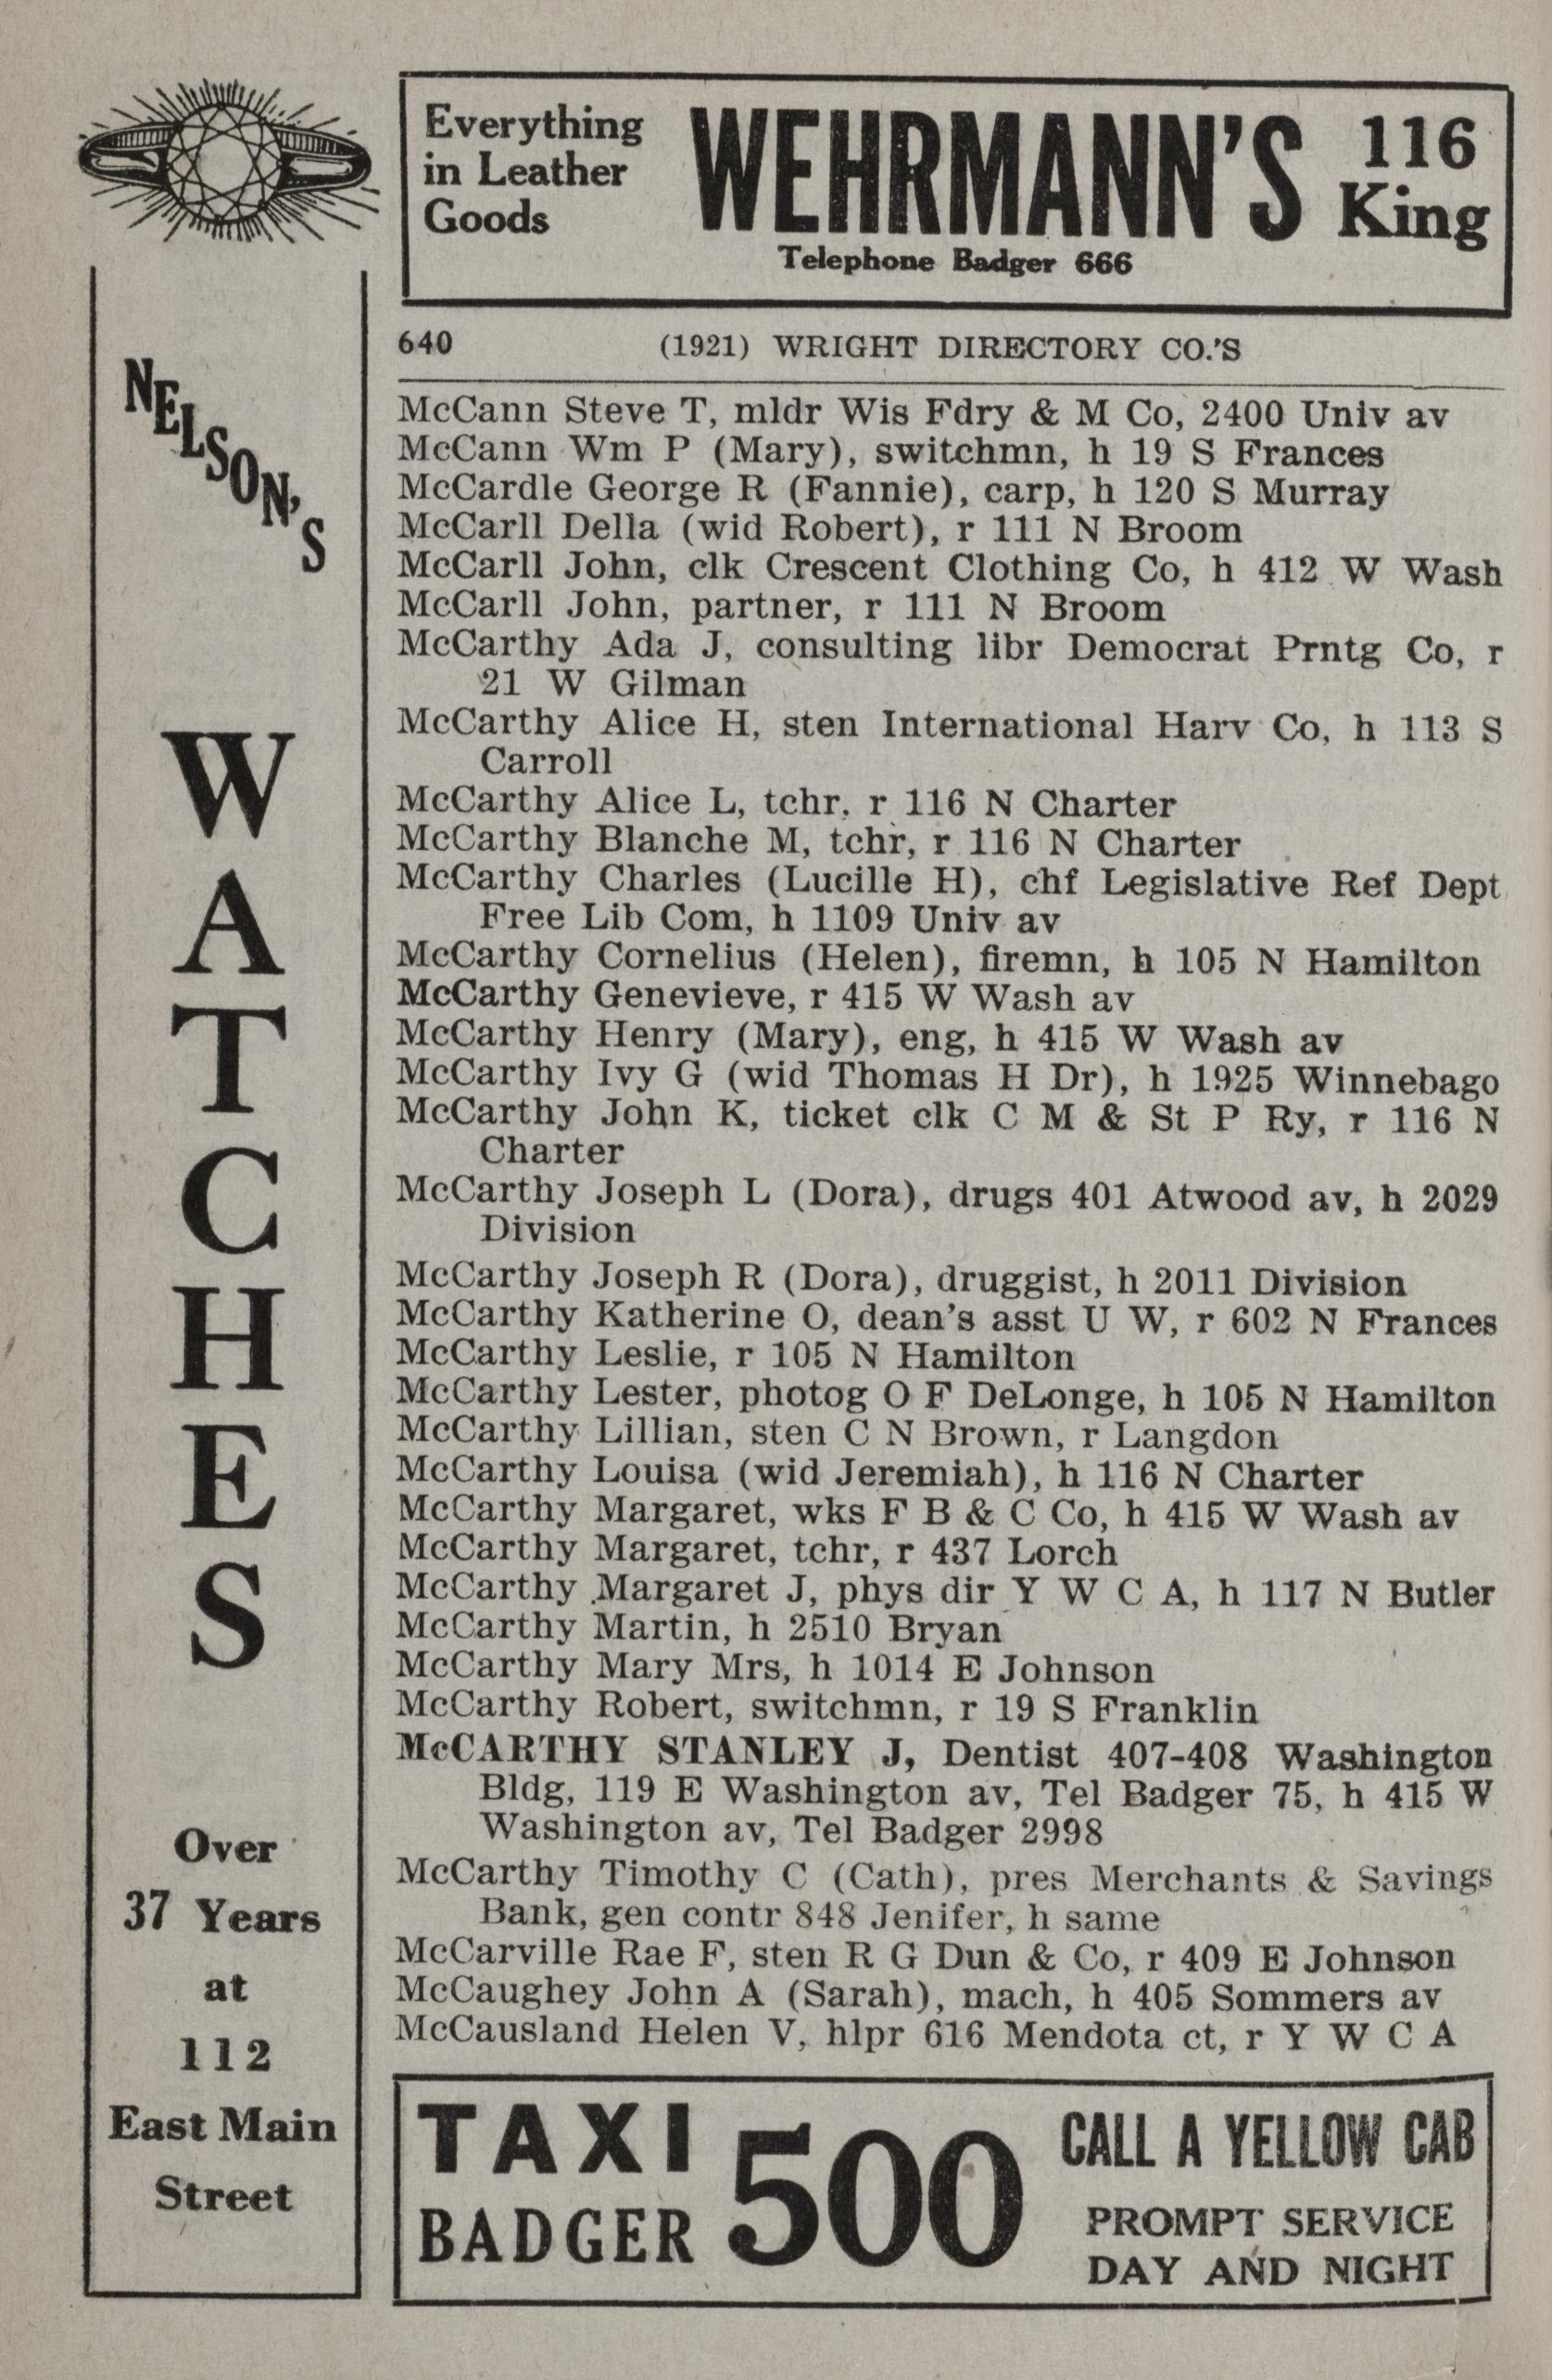 Everything
in Leather
Goods
WEHRMANN'S
116
King
Telephone Badger 666
640 (1921) WRIGHT DIRECTORY CO.'S
McCann Steve T, mldr Wis Fdry & M Co, 2400 Univ av
McCann Wm P (Mary), switchmn, h 19 S Frances
McCardle George R (Fannie), carp, h 120 S Murray
McCarll Della (wid Robert), r 111 N Broom
McCarll John, clk Crescent Clothing Co, h 412 W Wash
McCarll John, partner, r 111 N Broom
McCarthy Ada J, consulting libr Democrat Prntg Co, r
21 W Gilman
McCarthy Alice H, sten International Harv Co, h 113 S
Carroll
McCarthy Alice L, tchr, r 116 N Charter
McCarthy Blanche M, tchr, r 116 N Charter
McCarthy Charles (Lucille H), chf Legislative Ref Dept
Free Lib Com, h 1109 Univ av
McCarthy Cornelius (Helen), firemn, h 105 N Hamilton
McCarthy Genevieve, r 415 W Wash av
McCarthy Henry (Mary), eng, h 415 W Wash av
McCarthy Ivy G (wid Thomas H Dr), h 1925 Winnebago
McCarthy John K, ticket clk C M & St P Ry, r 116 N
Charter
McCarthy Joseph L (Dora), drugs 401 Atwood av, h 2029
Division
McCarthy Joseph R (Dora), druggist, h 2011 Division
McCarthy Katherine O, dean's asst U W, r 602 N Frances
McCarthy Leslie, r 105 N Hamilton
McCarthy Lester, photog O F DeLonge, h 105 N Hamilton
McCarthy Lillian, sten C N Brown, r Langdon
McCarthy Louisa (wid Jeremiah), h 116 N Charter
McCarthy Margaret, wks F B & C Co, h 415 W Wash av
McCarthy Margaret, tchr, r 437 Lorch
McCarthy Margaret J, phys dir Y W C A, h 117 N Butler
McCarthy Martin, h 2510 Bryan
McCarthy Mary Mrs, h 1014 E Johnson
McCarthy Robert, switchmn, r 19 S Franklin
McCARTHY STANLEY J, Dentist 407-408 Washington
Bldg, 119 E Washington av, Tel Badger 75, h 415 W
Washington av, Tel Badger 2998
McCarthy Timothy C (Cath), pres Merchants & Savings
Bank, gen contr 848 Jenifer, h same
McCarville Rae F, sten R G Dun & Co, r 409 E Johnson
McCaughey John A (Sarah), mach, h 405 Sommers av
McCausland Helen V, hlpr 616 Mendota ct, r Y W C A
NELSON'S
WATCHES
Over
37 Years
at
112
East Main
Street
TAXI
BADGER
500
CALL A YELLOW CAB
PROMPT SERVICE
DAY AND NIGHT